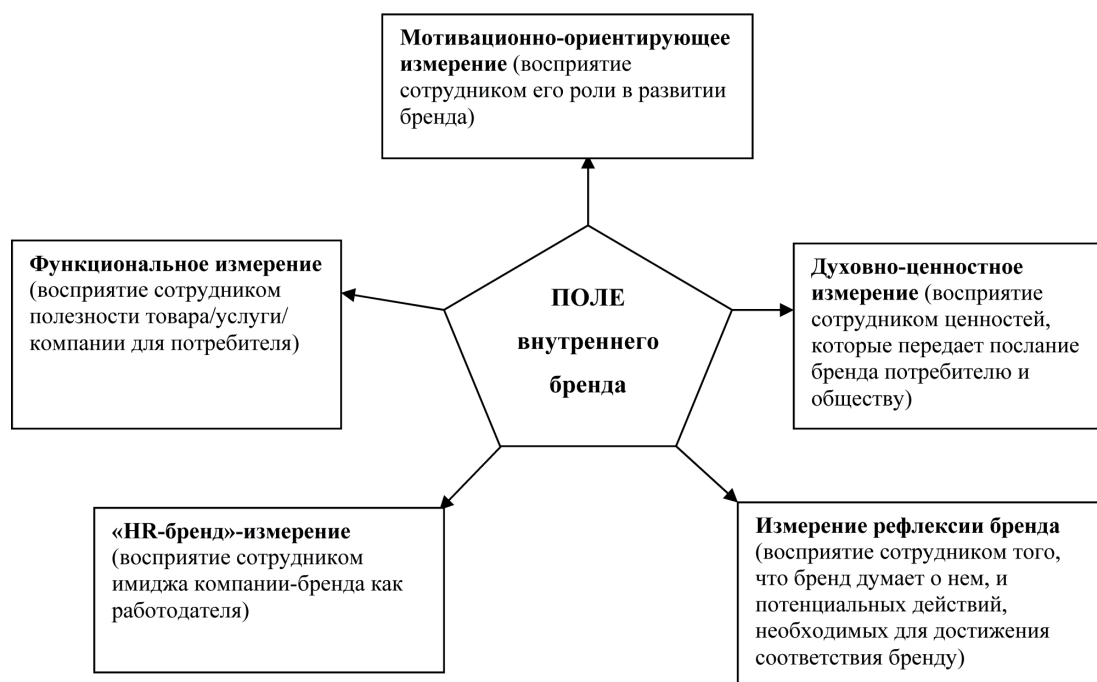 Мотивационно-ориентирующее
измерение (восприятие
сотрудником его роли в развитии
бренда)
Функциональное измерение
(восприятие сотрудником
полезности товара/услуги/
компании для потребителя)
ПОЛЕ
внутреннего
бренда
Духовно-ценностное
измерение (восприятие
сотрудником ценностей,
которые передает послание
бренда потребителю и
обществу)
«HR-бренд»-измерение
(восприятие сотрудником
имиджа компании-бренда как
работодателя)
Измерение рефлексии бренда
(восприятие сотрудником того,
что бренд думает о нем, и
потенциальных действий,
необходимых для достижения
соответствия бренду)